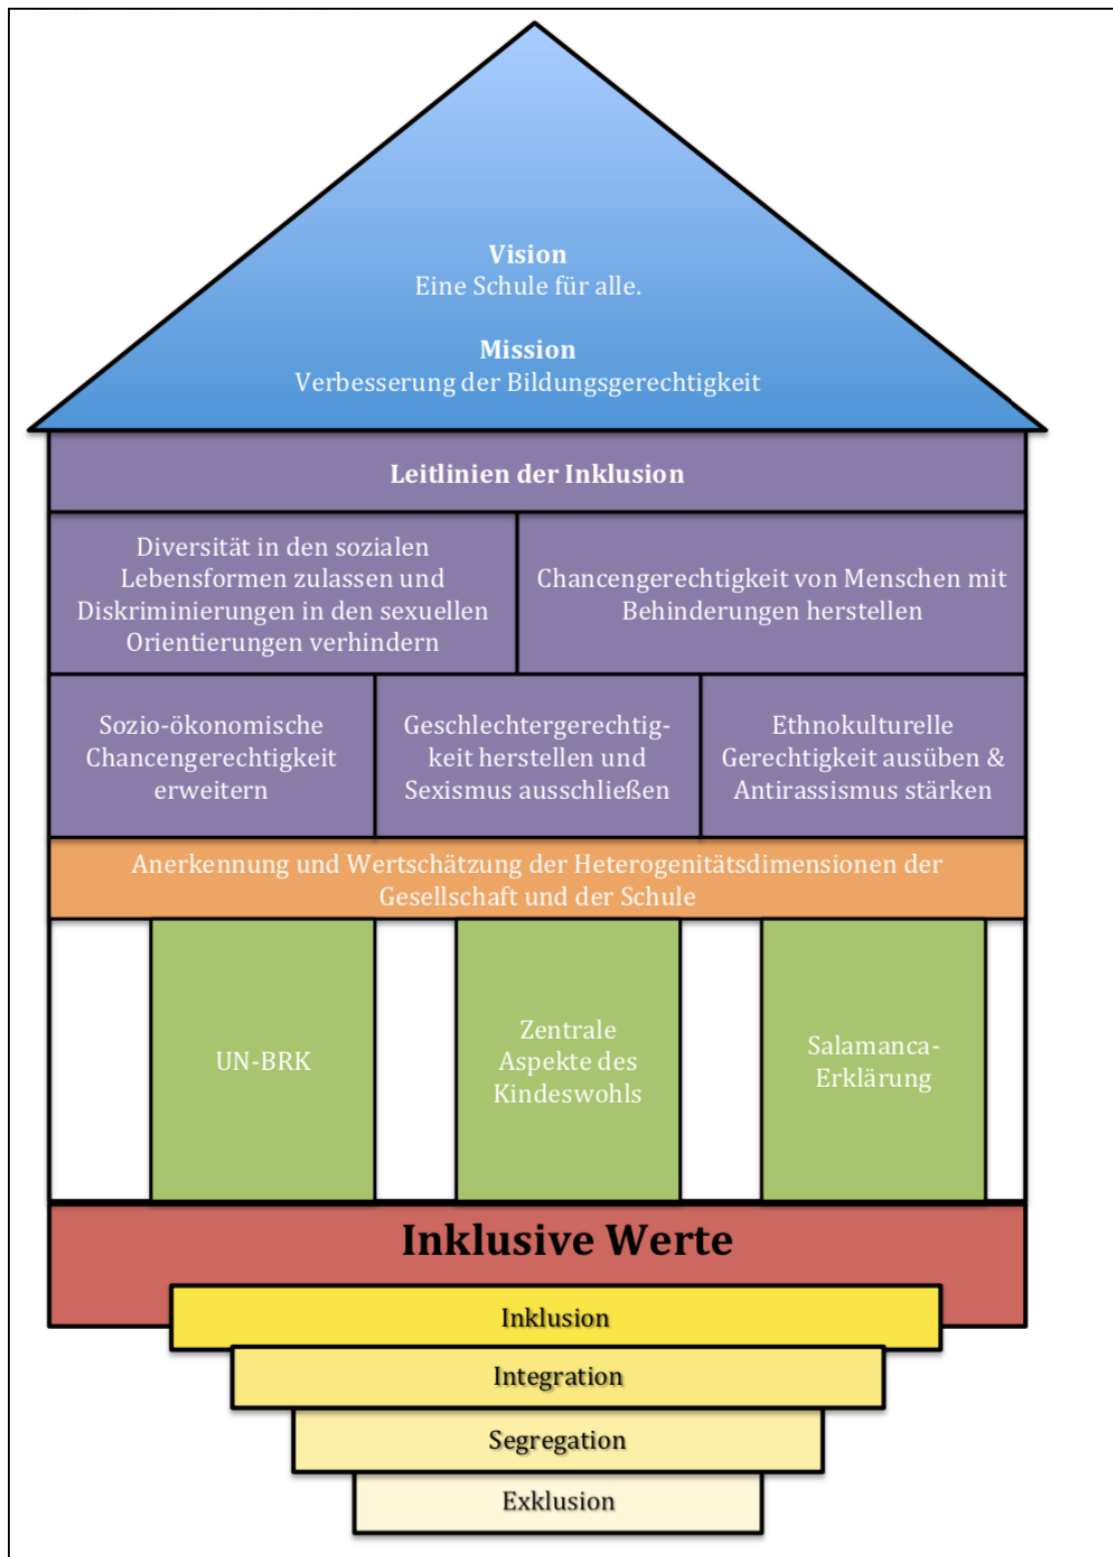 Vision
Eine Schule für alle.
Mission
Verbesserung der Bildungsgerechtigkeit
Leitlinien der Inklusion
Diversität in den sozialen
Lebensformen zulassen und
Diskriminierungen in den sexuellen
Orientierungen verhindern
Chancengerechtigkeit von Menschen mit
Behinderungen herstellen
Sozio-ökonomische
Chancengerechtigkeit
erweitern
Geschlechtergerechtig-
keit herstellen und
Sexismus ausschließen
Ethnokulturelle
Gerechtigkeit ausüben &
Antirassismus stärken
Anerkennung und Wertschätzung der Heterogenitätsdimensionen der
Gesellschaft und der Schule
UN-BRK
Zentrale
Aspekte des
Kindeswohls
Salamanca-
Erklärung
Inklusive Werte
Inklusion
Integration
Segregation
Exklusion